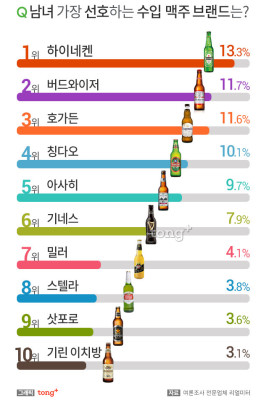 Q 남녀 가장 선호하는 수입 맥주 브랜드는?
1위 하이네켄 13.3%
2위 버드와이저 11.7%
3위 호가든 11.6%
4위 칭다오 10.1%
5위 아사히 9.7%
tong+
6위 기네스 7.9%
7위 밀러 4.1%
8위 스텔라 3.8%
9위 삿포로 3.6%
10위 기린 이치방 3.1%
그래픽 tong+ 자료 여론조사 전문업체 리얼미터